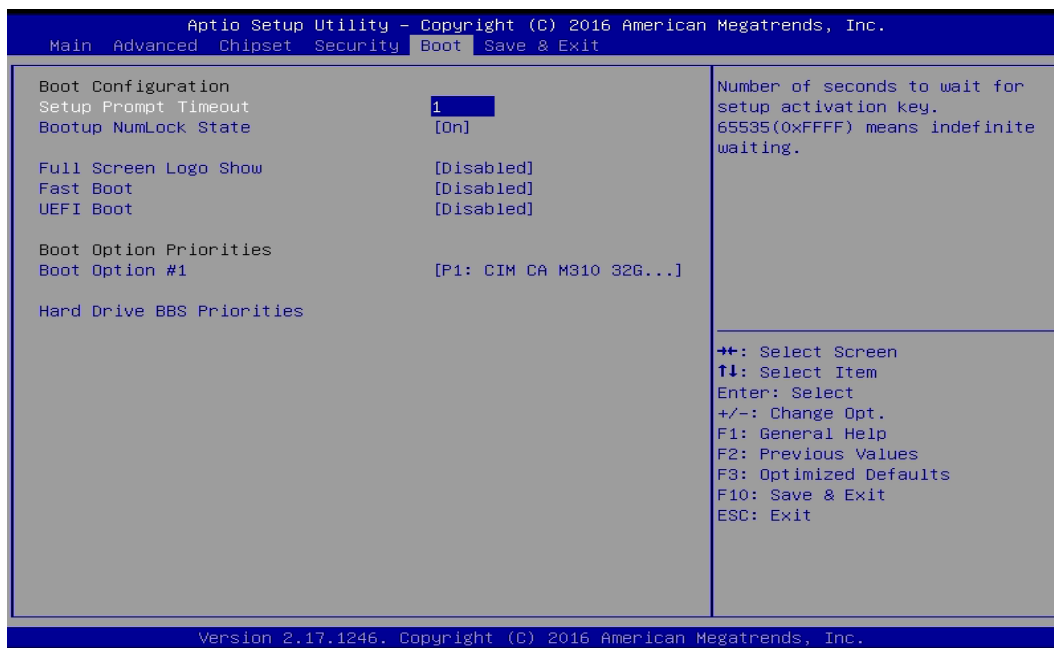 Aptio Setup Utility – Copyright (C) 2016 American Megatrends, Inc.
Main Advanced Chipset Security Boot Save & Exit
Boot Configuration
Setup Prompt Timeout 1
Bootup NumLock State [On]
Full Screen Logo Show [Disabled]
Fast Boot [Disabled]
UEFI Boot [Disabled]
Boot Option Priorities
Boot Option #1 [P1: CIM CA M310 32G...]
Hard Drive BBS Priorities
Number of seconds to wait for
setup activation key.
65535(0xFFFF) means indefinite
waiting.
→←: Select Screen
↑↓: Select Item
Enter: Select
+/-: Change Opt.
F1: General Help
F2: Previous Values
F3: Optimized Defaults
F10: Save & Exit
ESC: Exit
Version 2.17.1246. Copyright (C) 2016 American Megatrends, Inc.